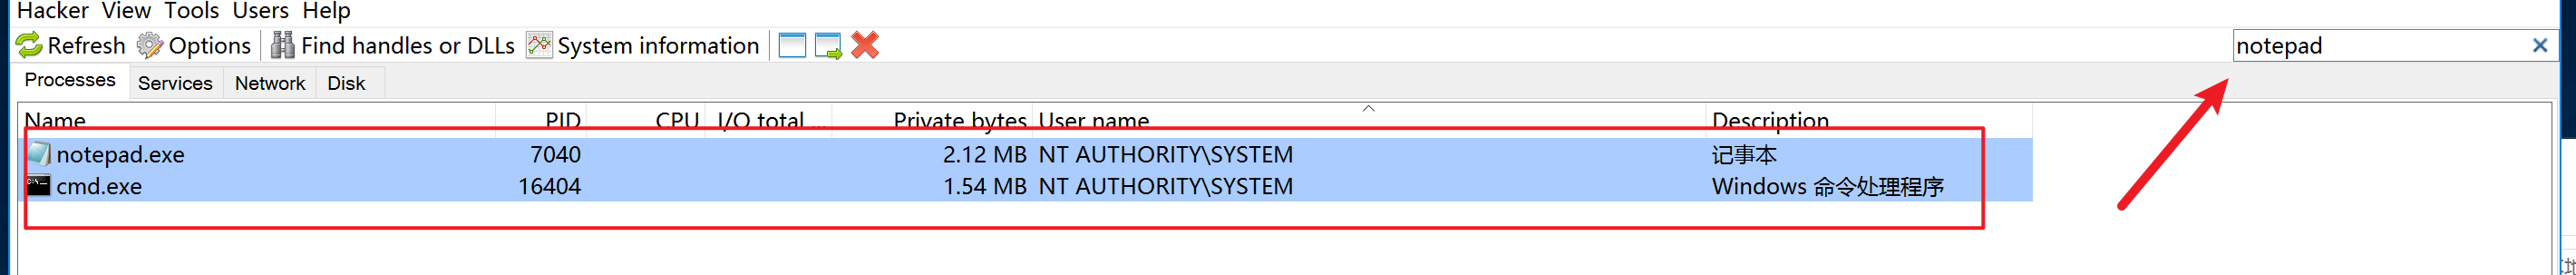 Hacker View Tools Users Help
Refresh Options Find handles or DLLs System information notepad
Processes Services Network Disk
Name PID CPU I/O total ... Private bytes User name Description
notepad.exe 7040 2.12 MB NT AUTHORITY\SYSTEM 记事本
cmd.exe 16404 1.54 MB NT AUTHORITY\SYSTEM Windows 命令处理程序